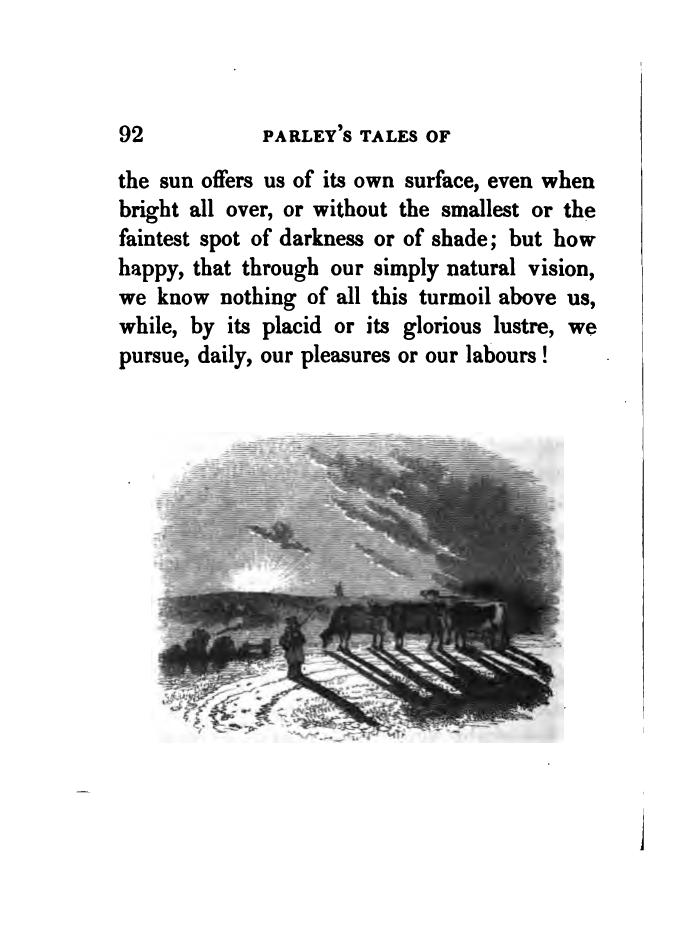 92 PARLEY'S TALES OF
the sun offers us of its own surface, even when
bright all over, or without the smallest or the
faintest spot of darkness or of shade; but how
happy, that through our simply natural vision,
we know nothing of all this turmoil above us,
while, by its placid or its glorious lustre, we
pursue, daily, our pleasures or our labours!